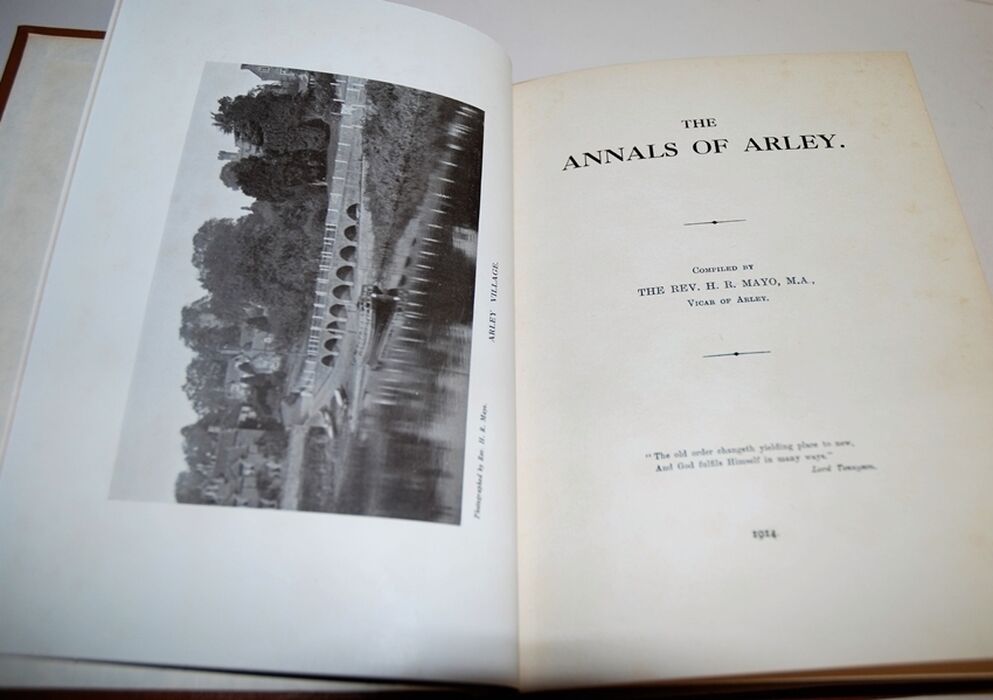 ARLEY VILLAGE.
Photographed by Rev. H. R. Mayo.
THE
ANNALS OF ARLEY.
COMPILED BY
THE REV. H. R. MAYO, M.A.,
VICAR OF ARLEY.
"The old order changeth yielding place to new,
And God fulfils Himself in many ways."
Lord Tennyson.
1914.